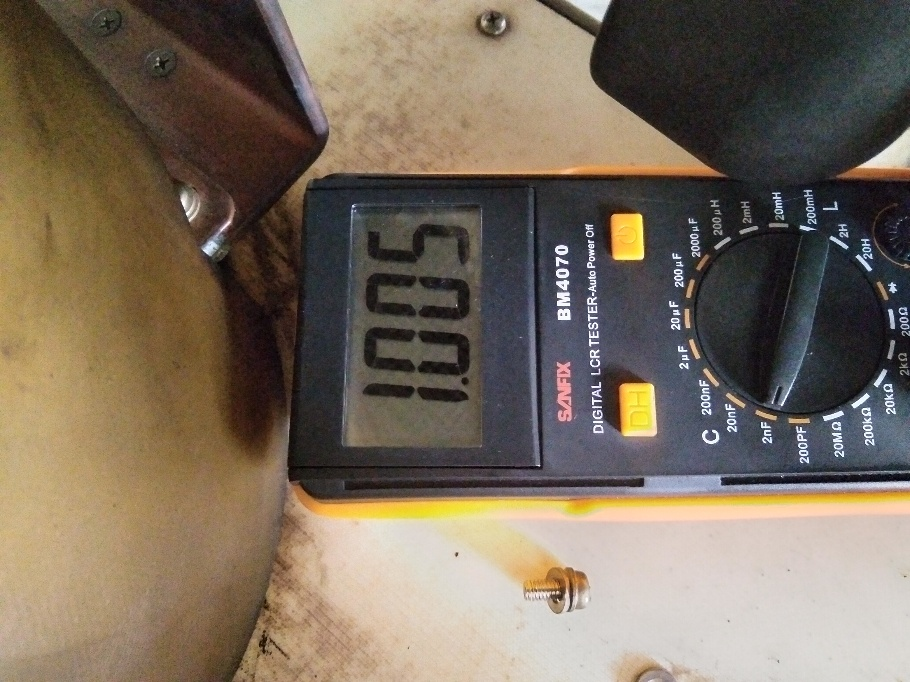 1.005
SANFIX BM4070
DIGITAL LCR TESTER-Auto Power Off
DH
C
200PF
2nF
20nF
200nF
2µF
20µF
200µF
2000µF
200µH
2mH
20mH
200mH
L
2H
20H
200Ω
2kΩ
20kΩ
200kΩ
20MΩ